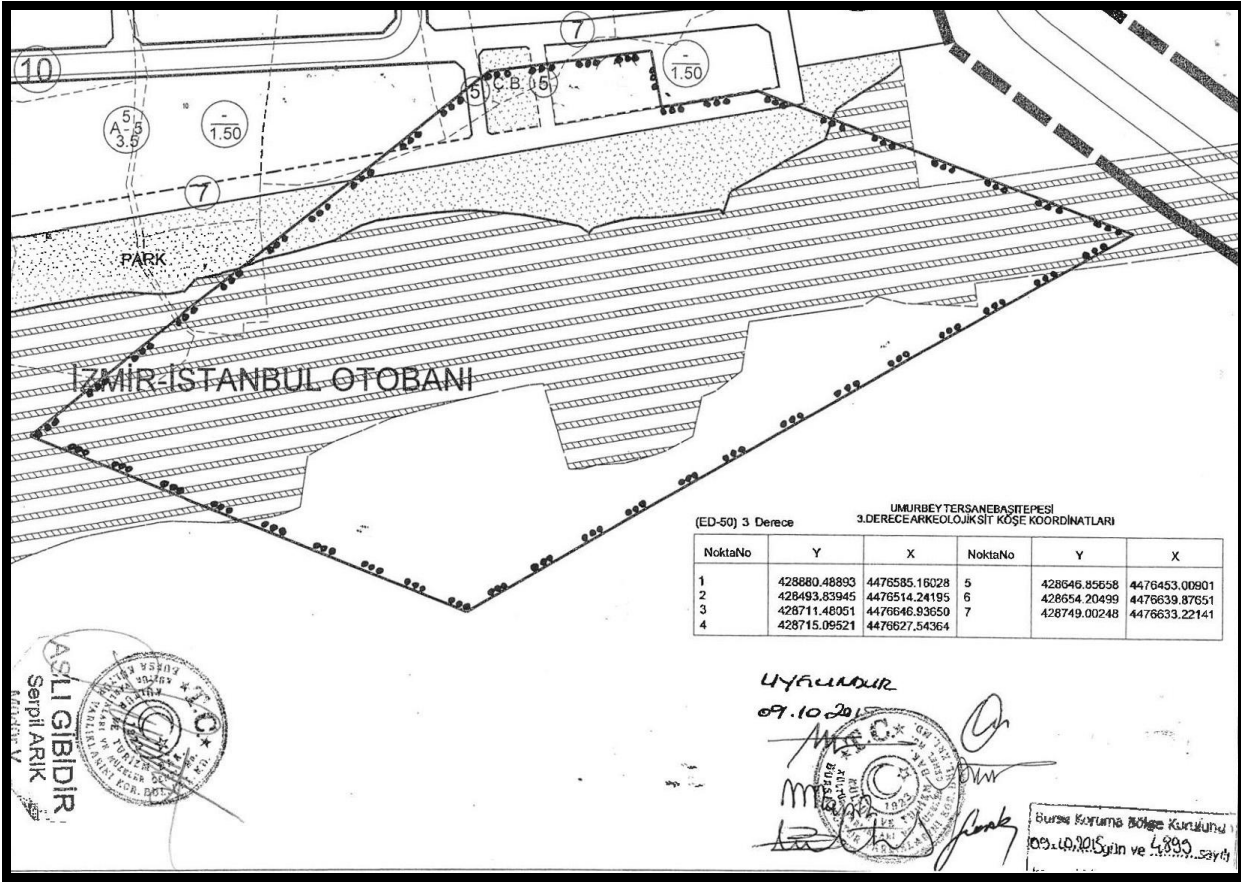 10
7
-
1.50
5
Ç.B.
5
5
A-5
3.5
-
1.50
7
PARK
İZMİR-İSTANBUL OTOBANI
UMURBEY TERSANEBAŞITEPESİ
(ED-50) 3 Derece 3.DERECE ARKEOLOJİK SİT KÖŞE KOORDİNATLARI
NoktaNo Y X NoktaNo Y X
1 428880.48893 4476585.16028 5 428646.85658 4476453.00901
2 428493.83945 4476514.24195 6 428654.20499 4476639.87651
3 428711.48051 4476646.93650 7 428749.00248 4476633.22141
4 428715.09521 4476627.54364
ASLI GİBİDİR
Serpil ARIK
Müdür V.
T.C.
UYGUNDUR
09.10.2015
T.C.
1923
BURSA
Bursa Koruma Bölge Kurulunun
09.10.2015 gün ve 4899 sayılı